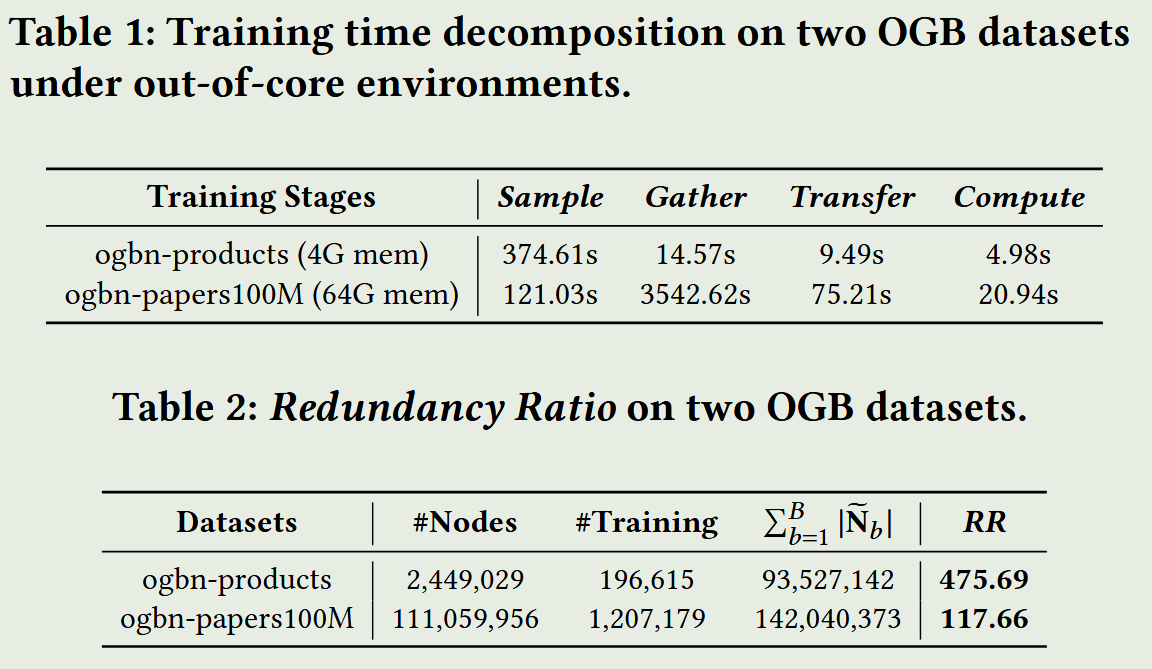 Table 1: Training time decomposition on two OGB datasets
under out-of-core environments.
Training Stages Sample Gather Transfer Compute
ogbn-products (4G mem) 374.61s 14.57s 9.49s 4.98s
ogbn-papers100M (64G mem) 121.03s 3542.62s 75.21s 20.94s
Table 2: Redundancy Ratio on two OGB datasets.
Datasets #Nodes #Training ∑_{b=1}^{B} |Ñ_b| RR
ogbn-products 2,449,029 196,615 93,527,142 475.69
ogbn-papers100M 111,059,956 1,207,179 142,040,373 117.66